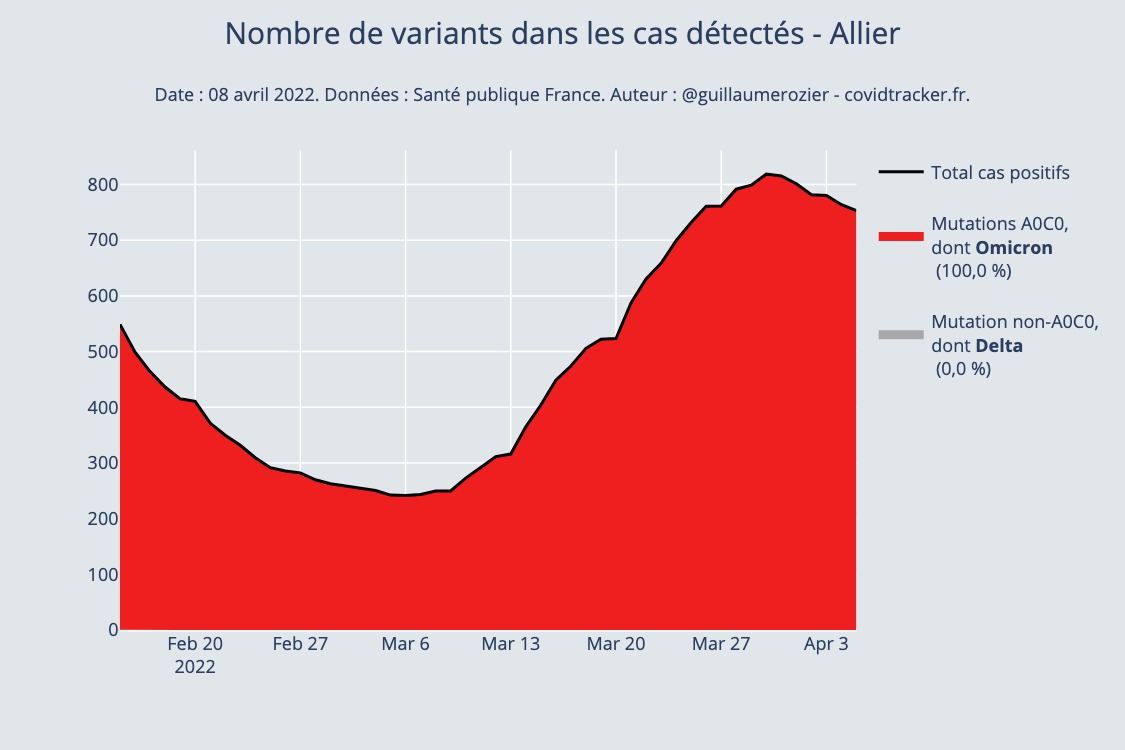 Nombre de variants dans les cas détectés - Allier
Date : 08 avril 2022. Données : Santé publique France. Auteur : @guillaumerozier - covidtracker.fr.
800
700
600
500
400
300
200
100
0
Feb 20
2022
Feb 27
Mar 6
Mar 13
Mar 20
Mar 27
Apr 3
Total cas positifs
Mutations A0C0,
dont Omicron
(100,0 %)
Mutation non-A0C0,
dont Delta
(0,0 %)